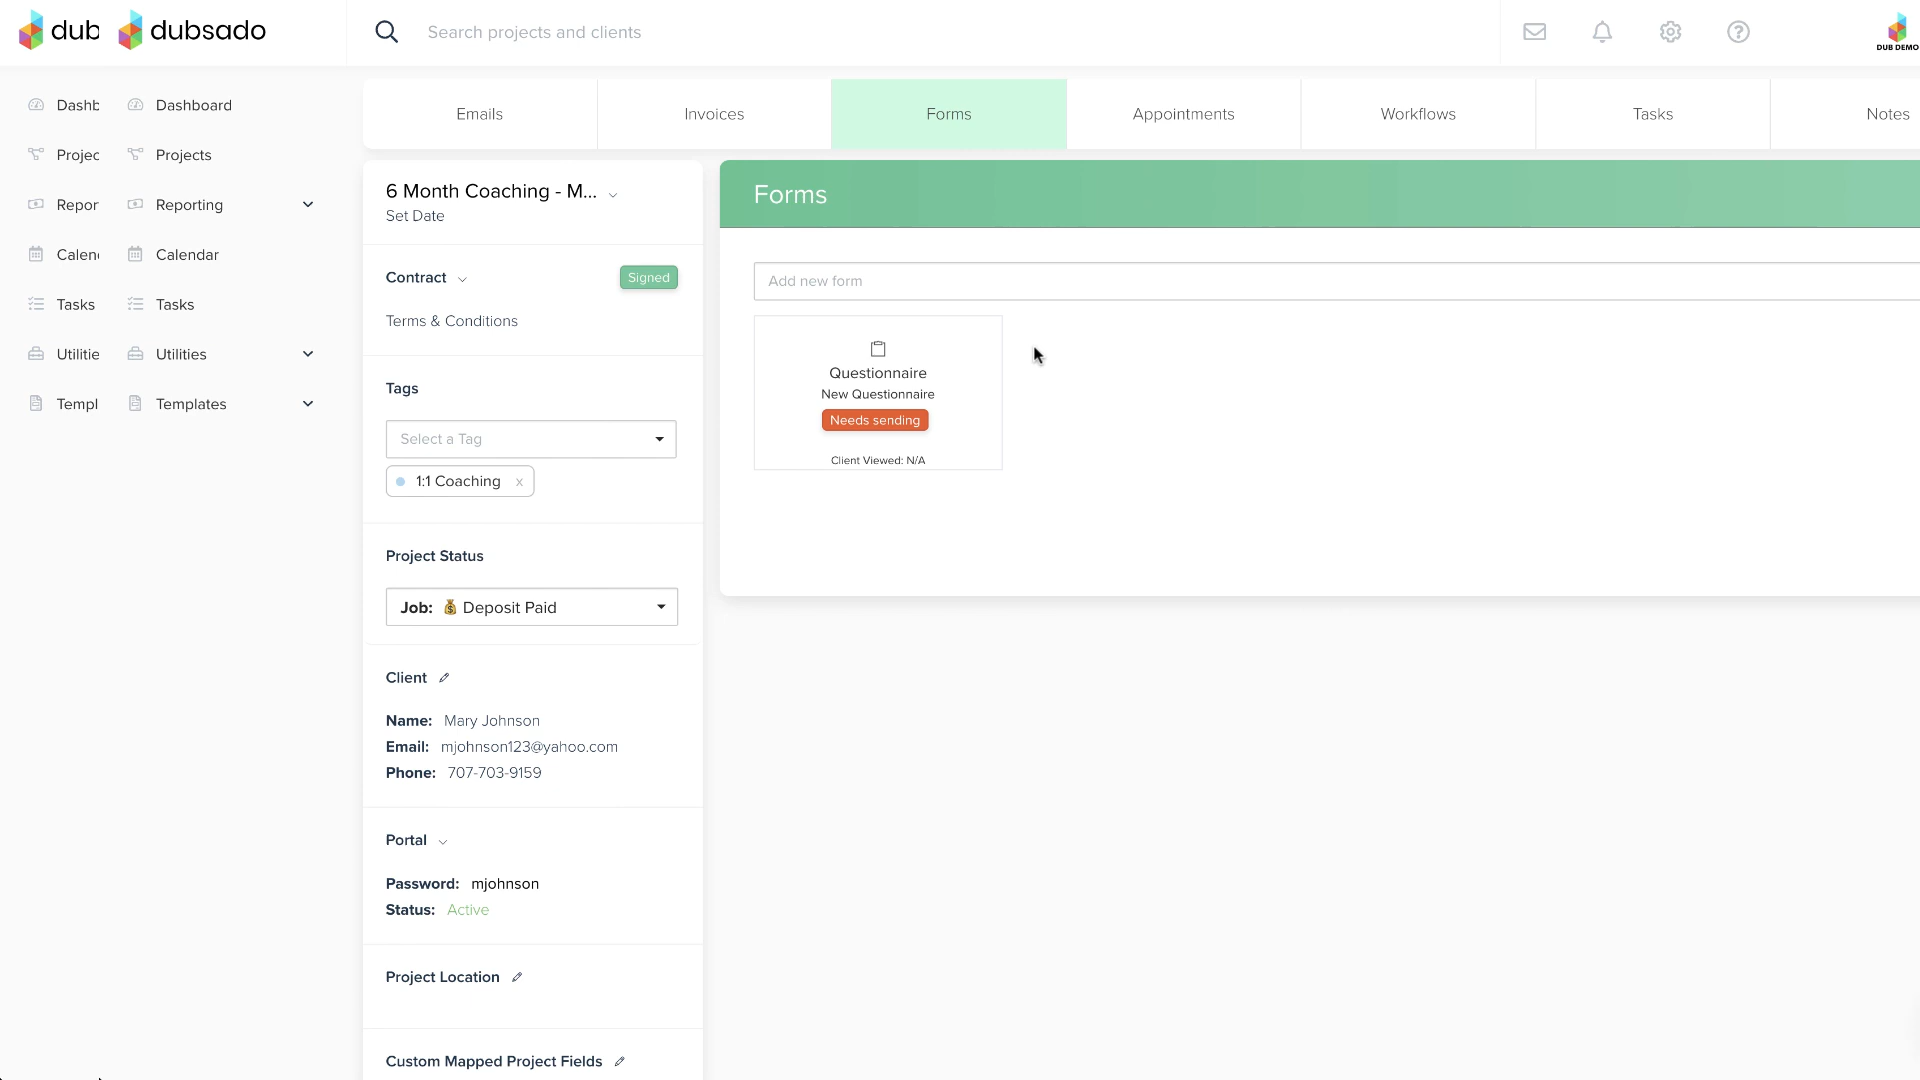 dub
dubsado
Search projects and clients
DUB DEMO
Dashb
Dashboard
Projec
Projects
Repor
Reporting
Calen
Calendar
Tasks
Tasks
Utilitie
Utilities
Templ
Templates
Emails
Invoices
Forms
Appointments
Workflows
Tasks
Notes
6 Month Coaching - M...
Set Date
Contract
Signed
Terms & Conditions
Tags
Select a Tag
1:1 Coaching x
Project Status
Job: 💰 Deposit Paid
Client
Name: Mary Johnson
Email: mjohnson123@yahoo.com
Phone: 707-703-9159
Portal
Password: mjohnson
Status: Active
Project Location
Custom Mapped Project Fields
Forms
Add new form
Questionnaire
New Questionnaire
Needs sending
Client Viewed: N/A